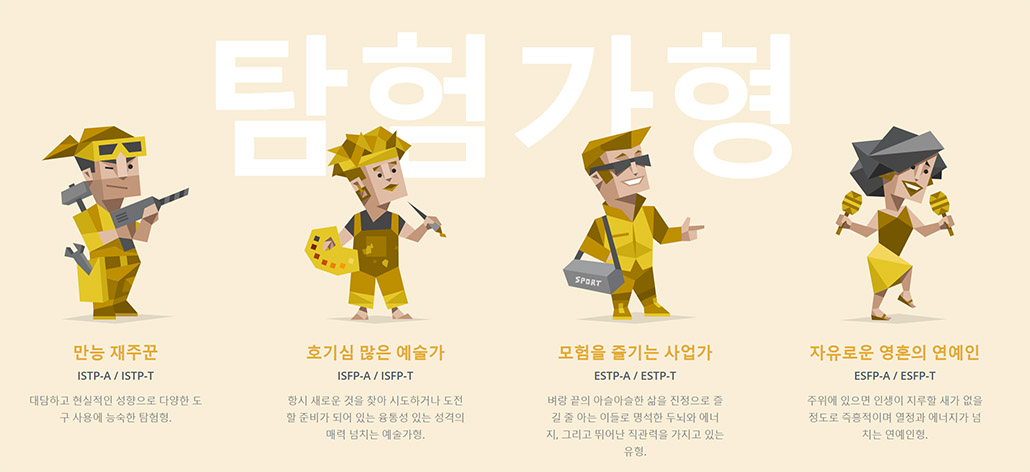 탐험가형
SPORT
만능 재주꾼
ISTP-A / ISTP-T
대담하고 현실적인 성향으로 다양한 도
구 사용에 능숙한 탐험형.
호기심 많은 예술가
ISFP-A / ISFP-T
항시 새로운 것을 찾아 시도하거나 도전
할 준비가 되어 있는 융통성 있는 성격의
매력 넘치는 예술가형.
모험을 즐기는 사업가
ESTP-A / ESTP-T
벼랑 끝의 아슬아슬한 삶을 진정으로 즐
길 줄 아는 이들로 명석한 두뇌와 에너
지, 그리고 뛰어난 직관력을 가지고 있는
유형.
자유로운 영혼의 연예인
ESFP-A / ESFP-T
주위에 있으면 인생이 지루할 새가 없을
정도로 즉흥적이며 열정과 에너지가 넘
치는 연예인형.